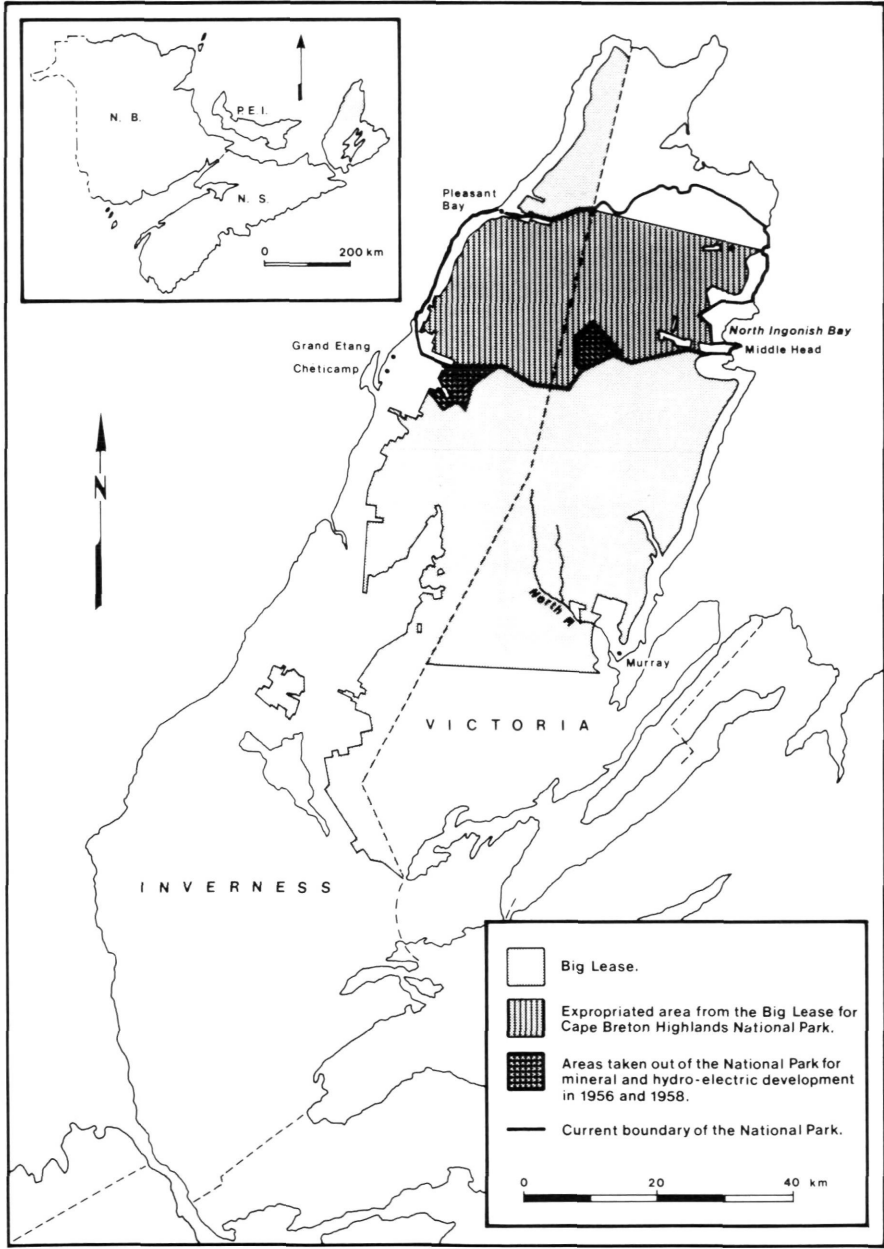 N. B.
P.E.I.
N. S.
0 200 km
Pleasant
Bay
North Ingonish Bay
Middle Head
Grand Etang
Cheticamp
N
North R
Murray
VICTORIA
INVERNESS
Big Lease.
Expropriated area from the Big Lease for
Cape Breton Highlands National Park.
Areas taken out of the National Park for
mineral and hydro-electric development
in 1956 and 1958.
Current boundary of the National Park.
0 20 40 km